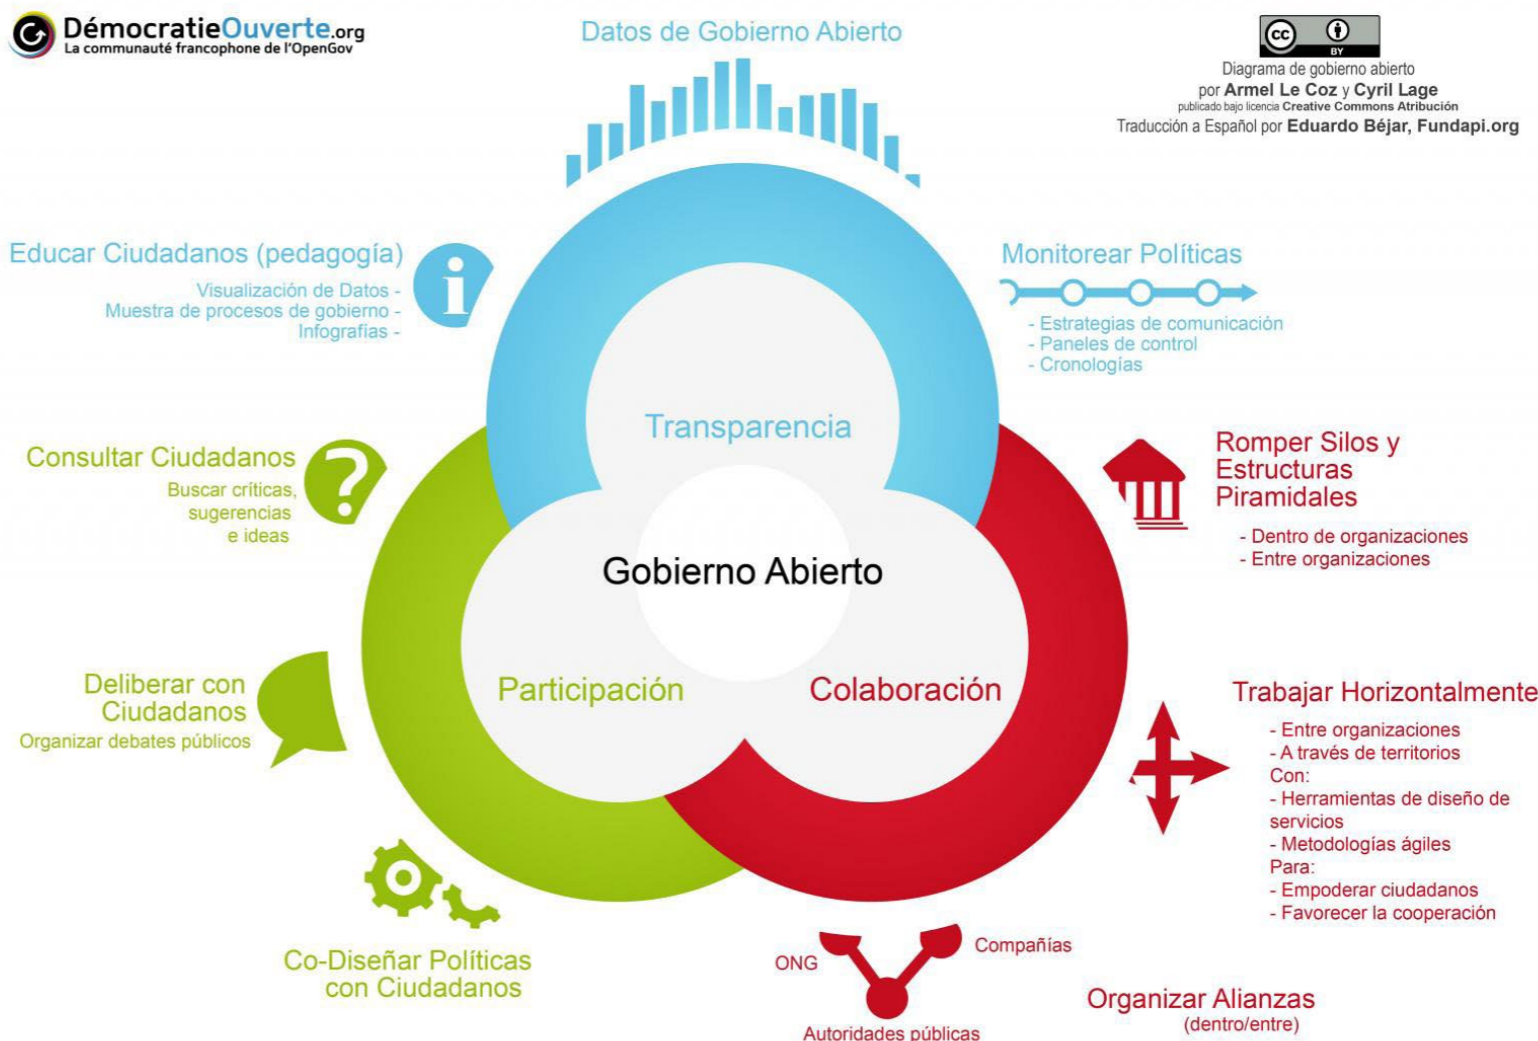 DémocratieOuverte.org
La communauté francophone de l'OpenGov
Datos de Gobierno Abierto
cc
BY
Diagrama de gobierno abierto
por Armel Le Coz y Cyril Lage
publicado bajo licencia Creative Commons Atribución
Traducción a Español por Eduardo Béjar, Fundapi.org
Educar Ciudadanos (pedagogía)
Visualización de Datos -
Muestra de procesos de gobierno -
Infografías -
i
Monitorear Políticas
- Estrategias de comunicación
- Paneles de control
- Cronologías
Transparencia
Consultar Ciudadanos
Buscar críticas,
sugerencias
e ideas
?
Romper Silos y
Estructuras
Piramidales
- Dentro de organizaciones
- Entre organizaciones
Gobierno Abierto
Participación
Colaboración
Deliberar con
Ciudadanos
Organizar debates públicos
Trabajar Horizontalmente
- Entre organizaciones
- A través de territorios
Con:
- Herramientas de diseño de
servicios
- Metodologías ágiles
Para:
- Empoderar ciudadanos
- Favorecer la cooperación
Co-Diseñar Políticas
con Ciudadanos
ONG
Compañías
Autoridades públicas
Organizar Alianzas
(dentro/entre)